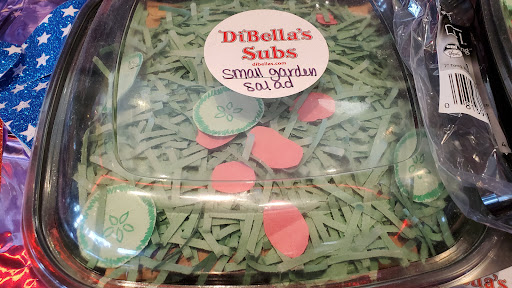 DiBella's
Subs
dibellas.com
small garden
salad